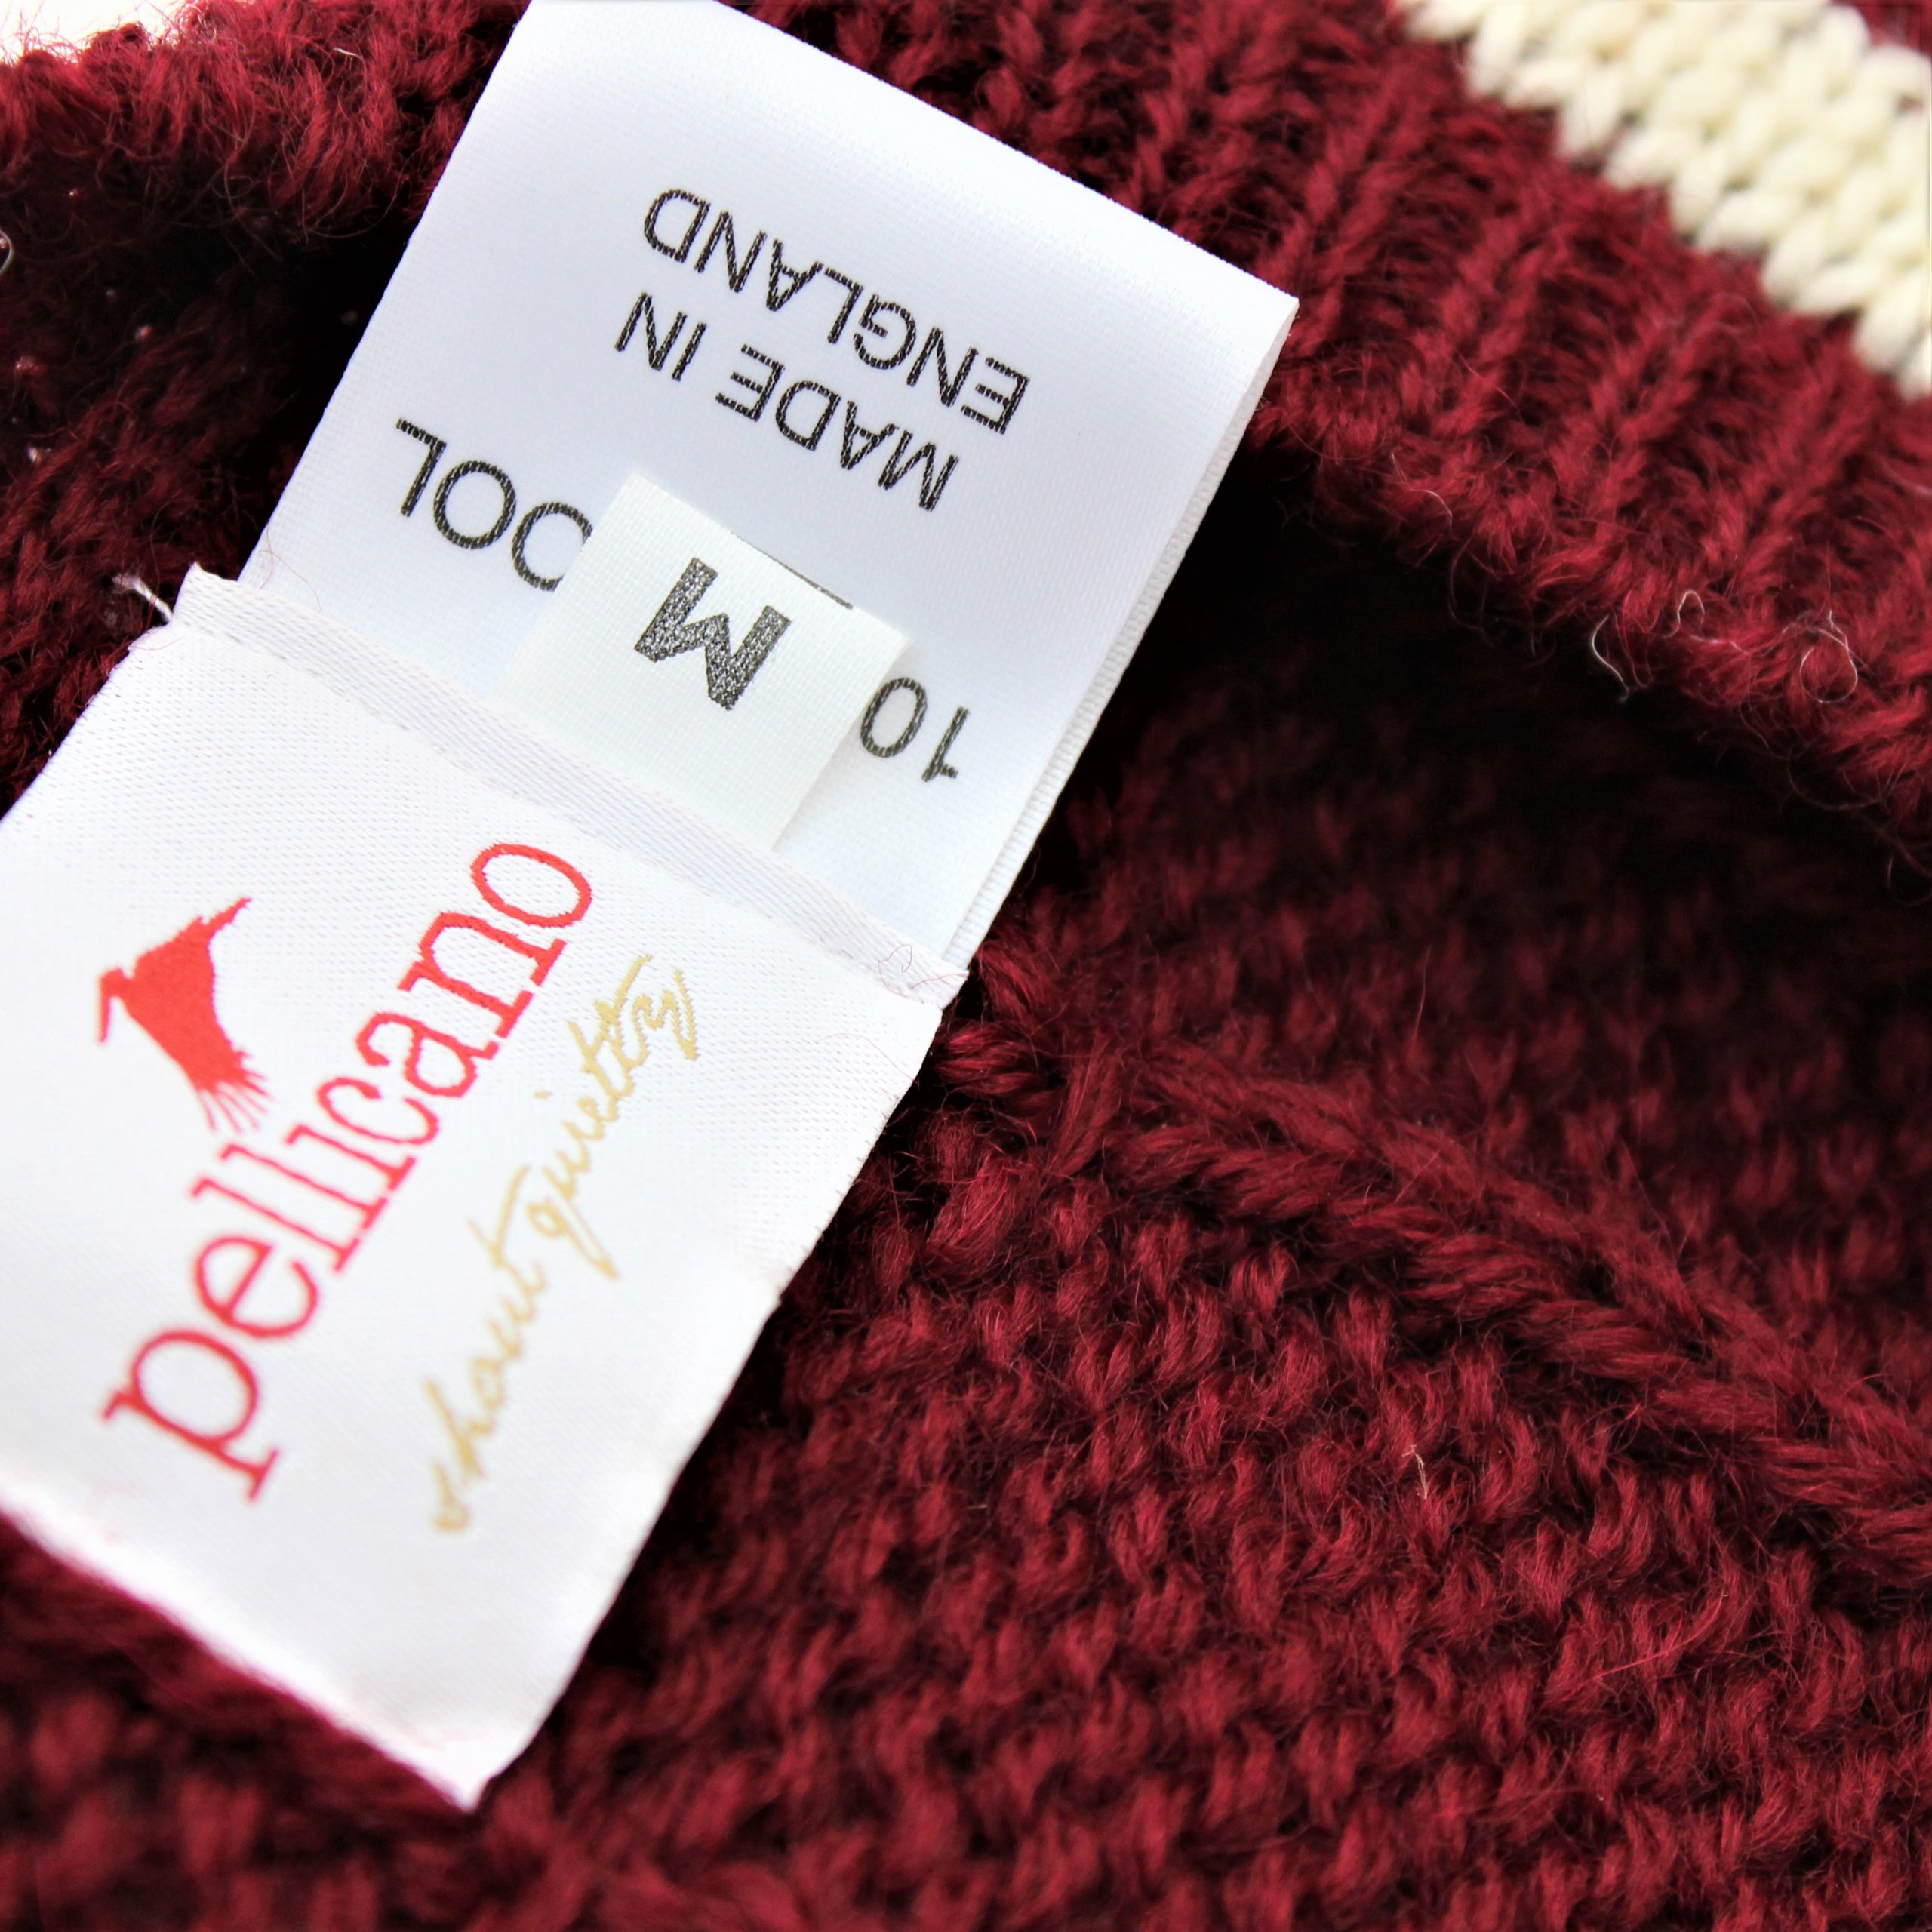 pellicano
shout quietly
M
10 OOL
MADE IN
ENGLAND